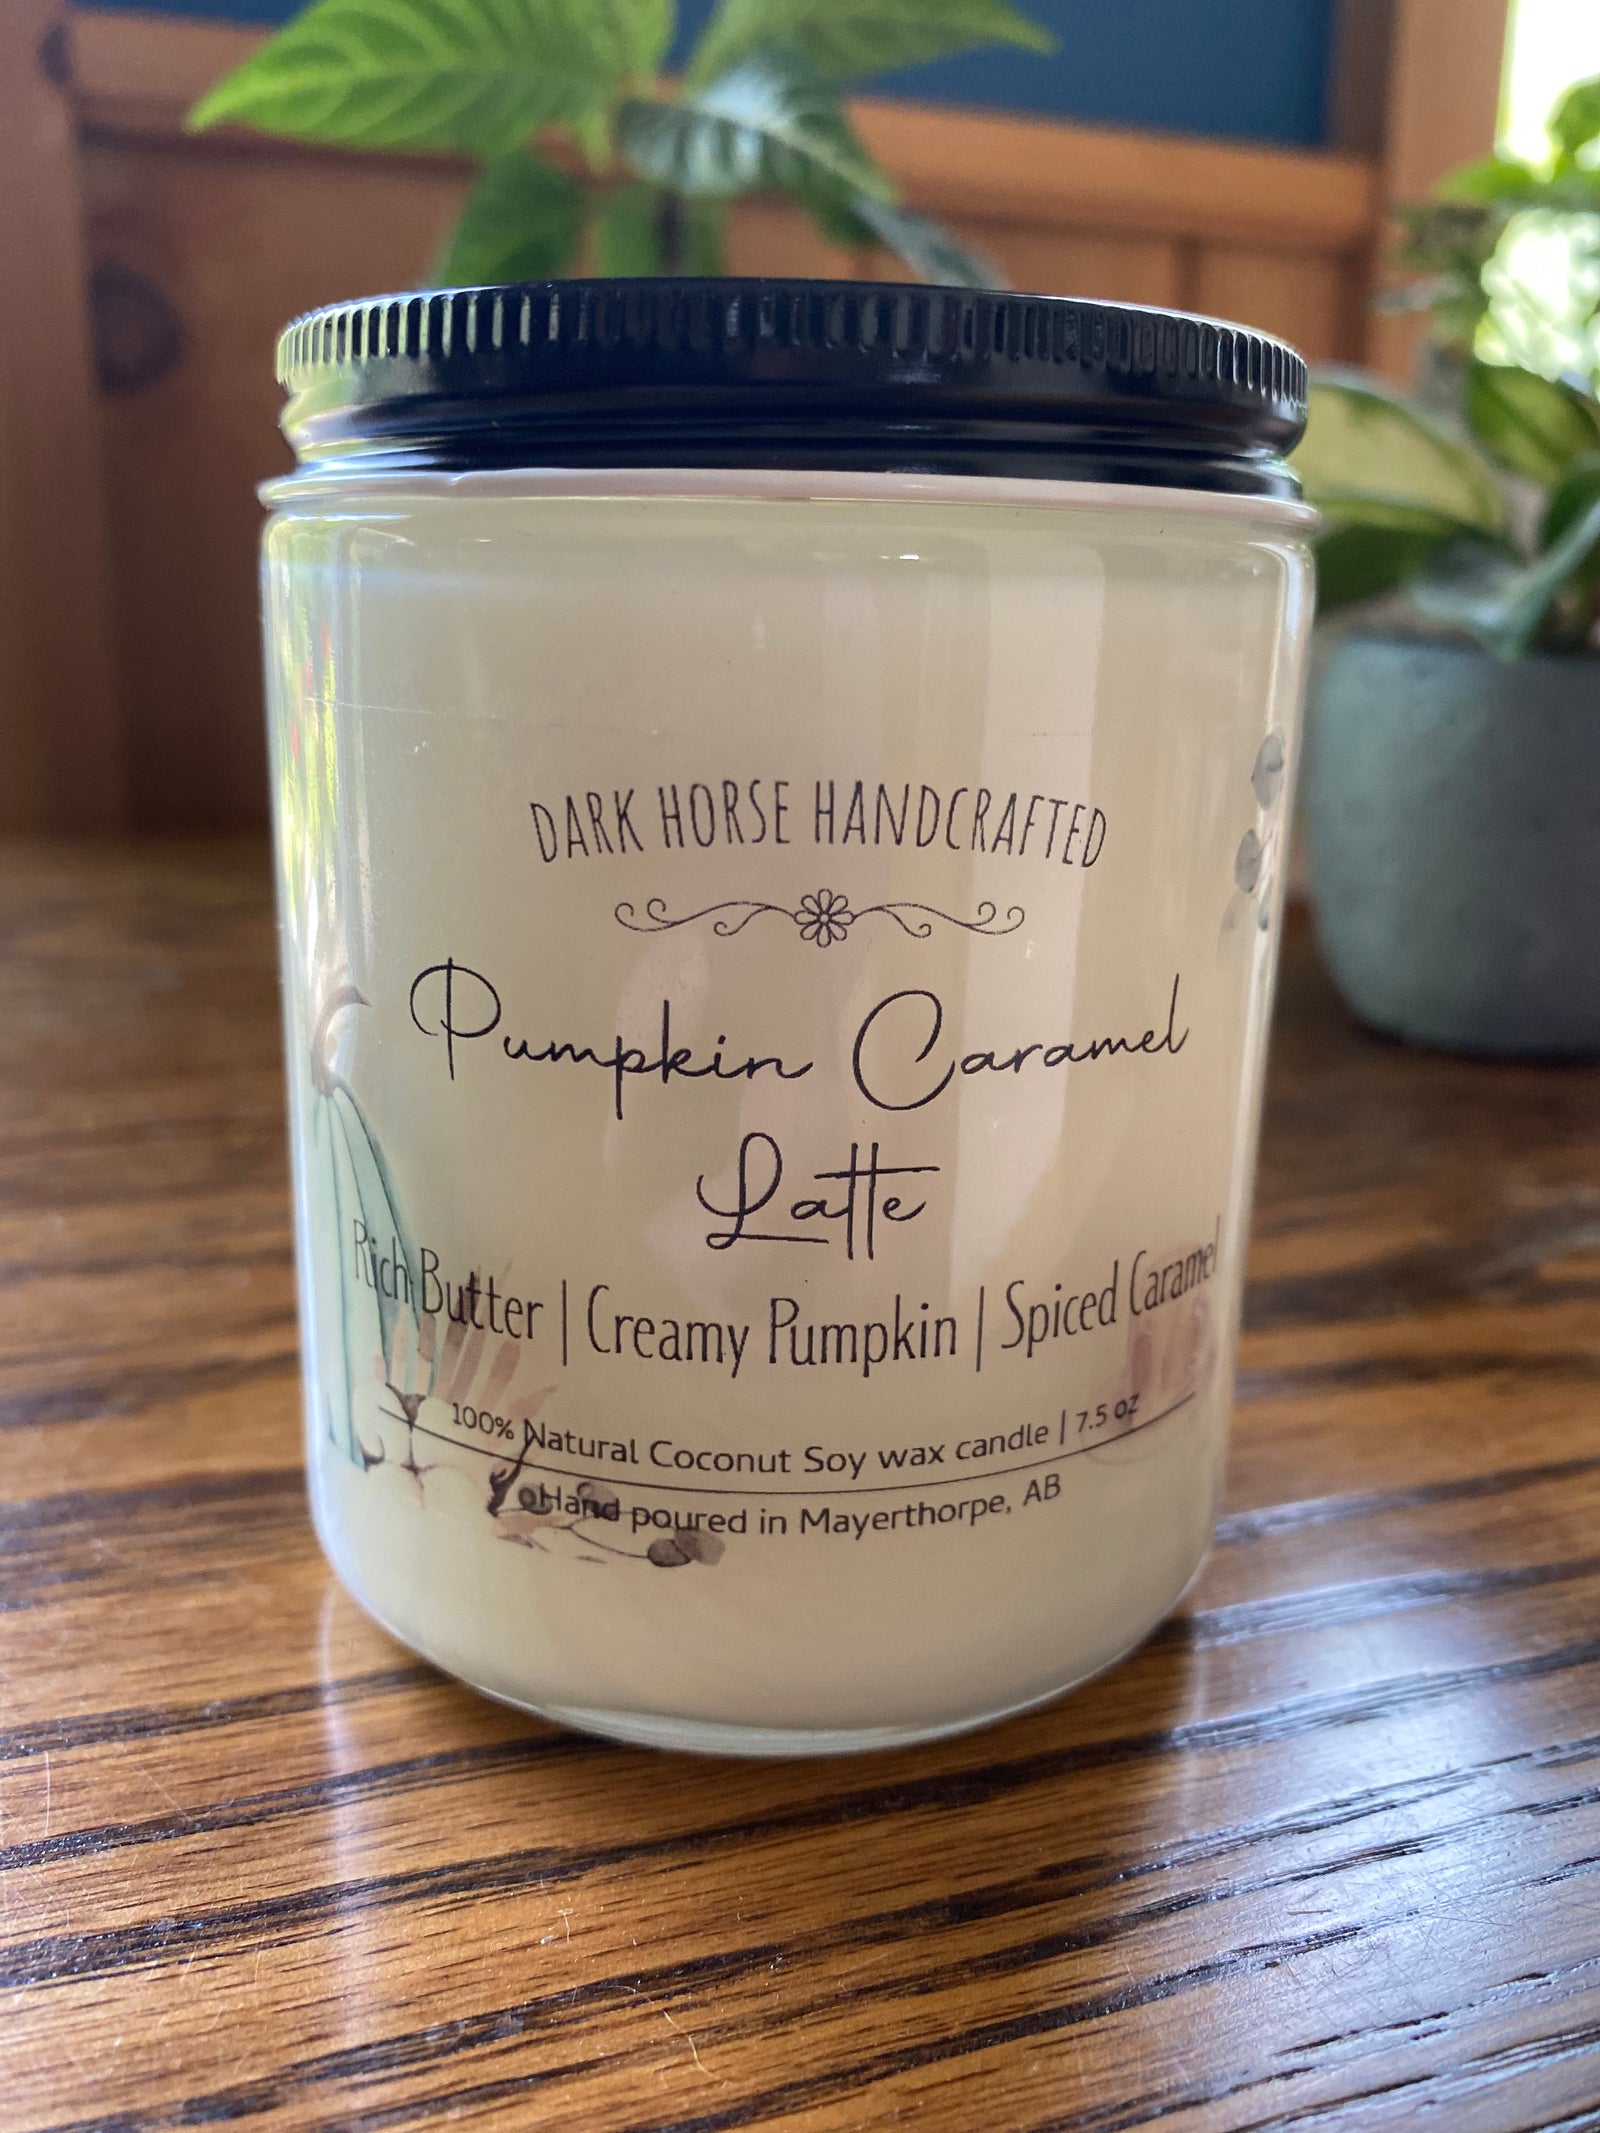 DARK HORSE HANDCRAFTED
Pumpkin Caramel
Latte
Rich Butter | Creamy Pumpkin | Spiced Caramel
100% Natural Coconut Soy wax candle | 7.5 oz
Hand poured in Mayerthorpe, AB